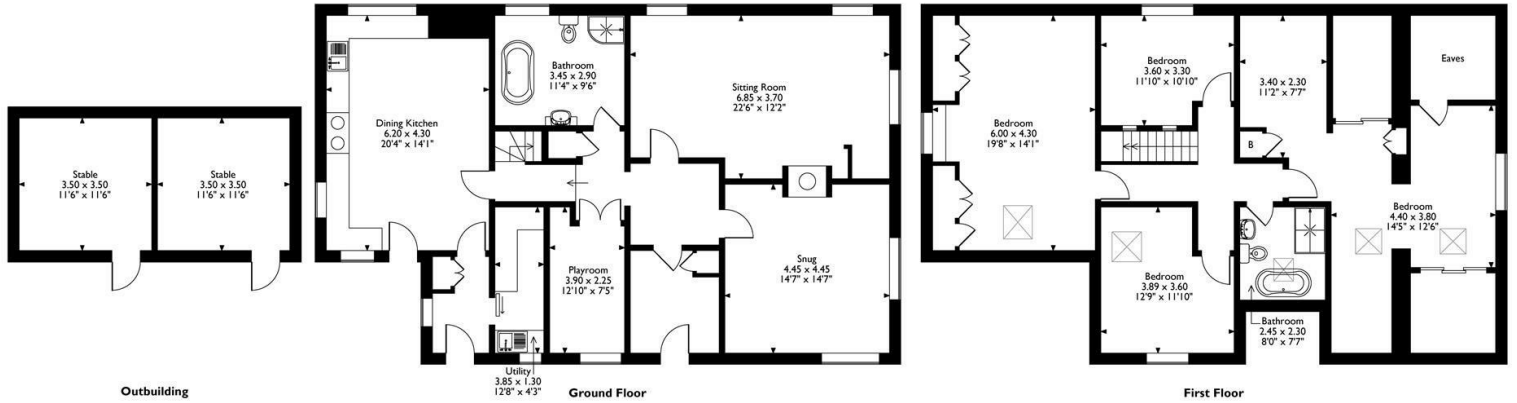 Stable
3.50 x 3.50
11'6" x 11'6"
Stable
3.50 x 3.50
11'6" x 11'6"
Outbuilding
Dining Kitchen
6.20 x 4.30
20'4" x 14'1"
Bathroom
3.45 x 2.90
11'4" x 9'6"
Sitting Room
6.85 x 3.70
22'6" x 12'2"
Playroom
3.90 x 2.25
12'10" x 7'5"
Snug
4.45 x 4.45
14'7" x 14'7"
Utility
3.85 x 1.30
12'8" x 4'3"
Ground Floor
Bedroom
6.00 x 4.30
19'8" x 14'1"
Bedroom
3.60 x 3.30
11'10" x 10'10"
3.40 x 2.30
11'2" x 7'7"
Eaves
B
Bedroom
4.40 x 3.80
14'5" x 12'6"
Bedroom
3.89 x 3.60
12'9" x 11'10"
Bathroom
2.45 x 2.30
8'0" x 7'7"
First Floor